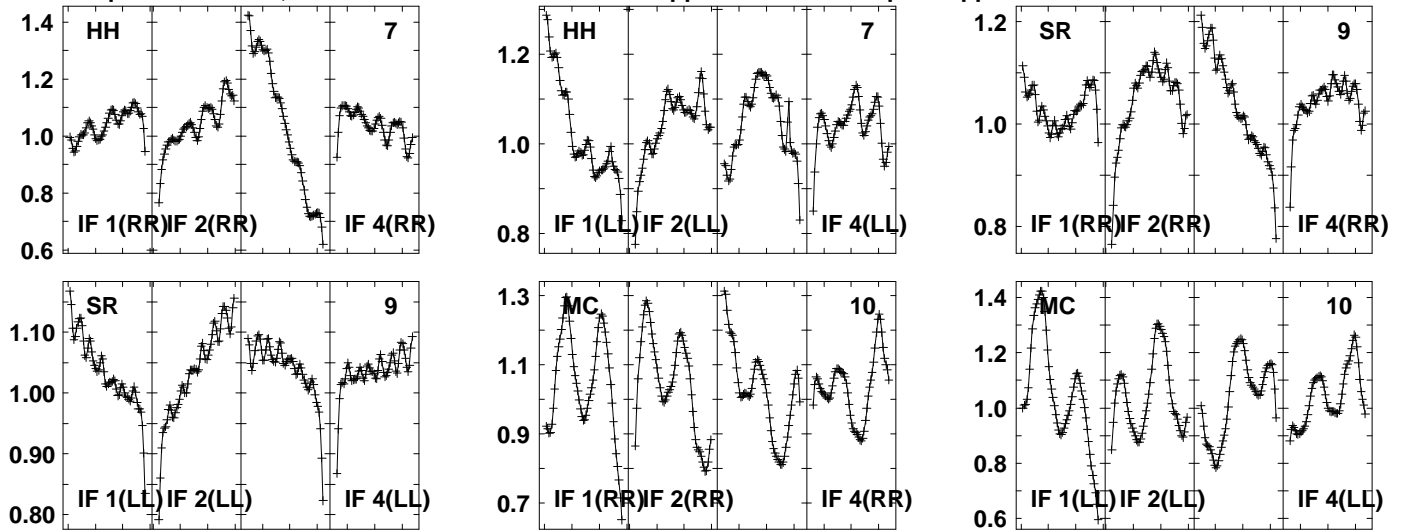 HH 7
1.4
1.2
1.0
0.8
0.6
IF 1(RR) IF 2(RR) IF 4(RR)
HH 7
1.2
1.0
0.8
IF 1(LL) IF 2(LL) IF 4(LL)
SR 9
1.2
1.0
0.8
IF 1(RR) IF 2(RR) IF 4(RR)
SR 9
1.10
1.00
0.90
0.80
IF 1(LL) IF 2(LL) IF 4(LL)
MC 10
1.3
1.1
0.9
0.7
IF 1(RR) IF 2(RR) IF 4(RR)
MC 10
1.4
1.2
1.0
0.8
0.6
IF 1(LL) IF 2(LL) IF 4(LL)